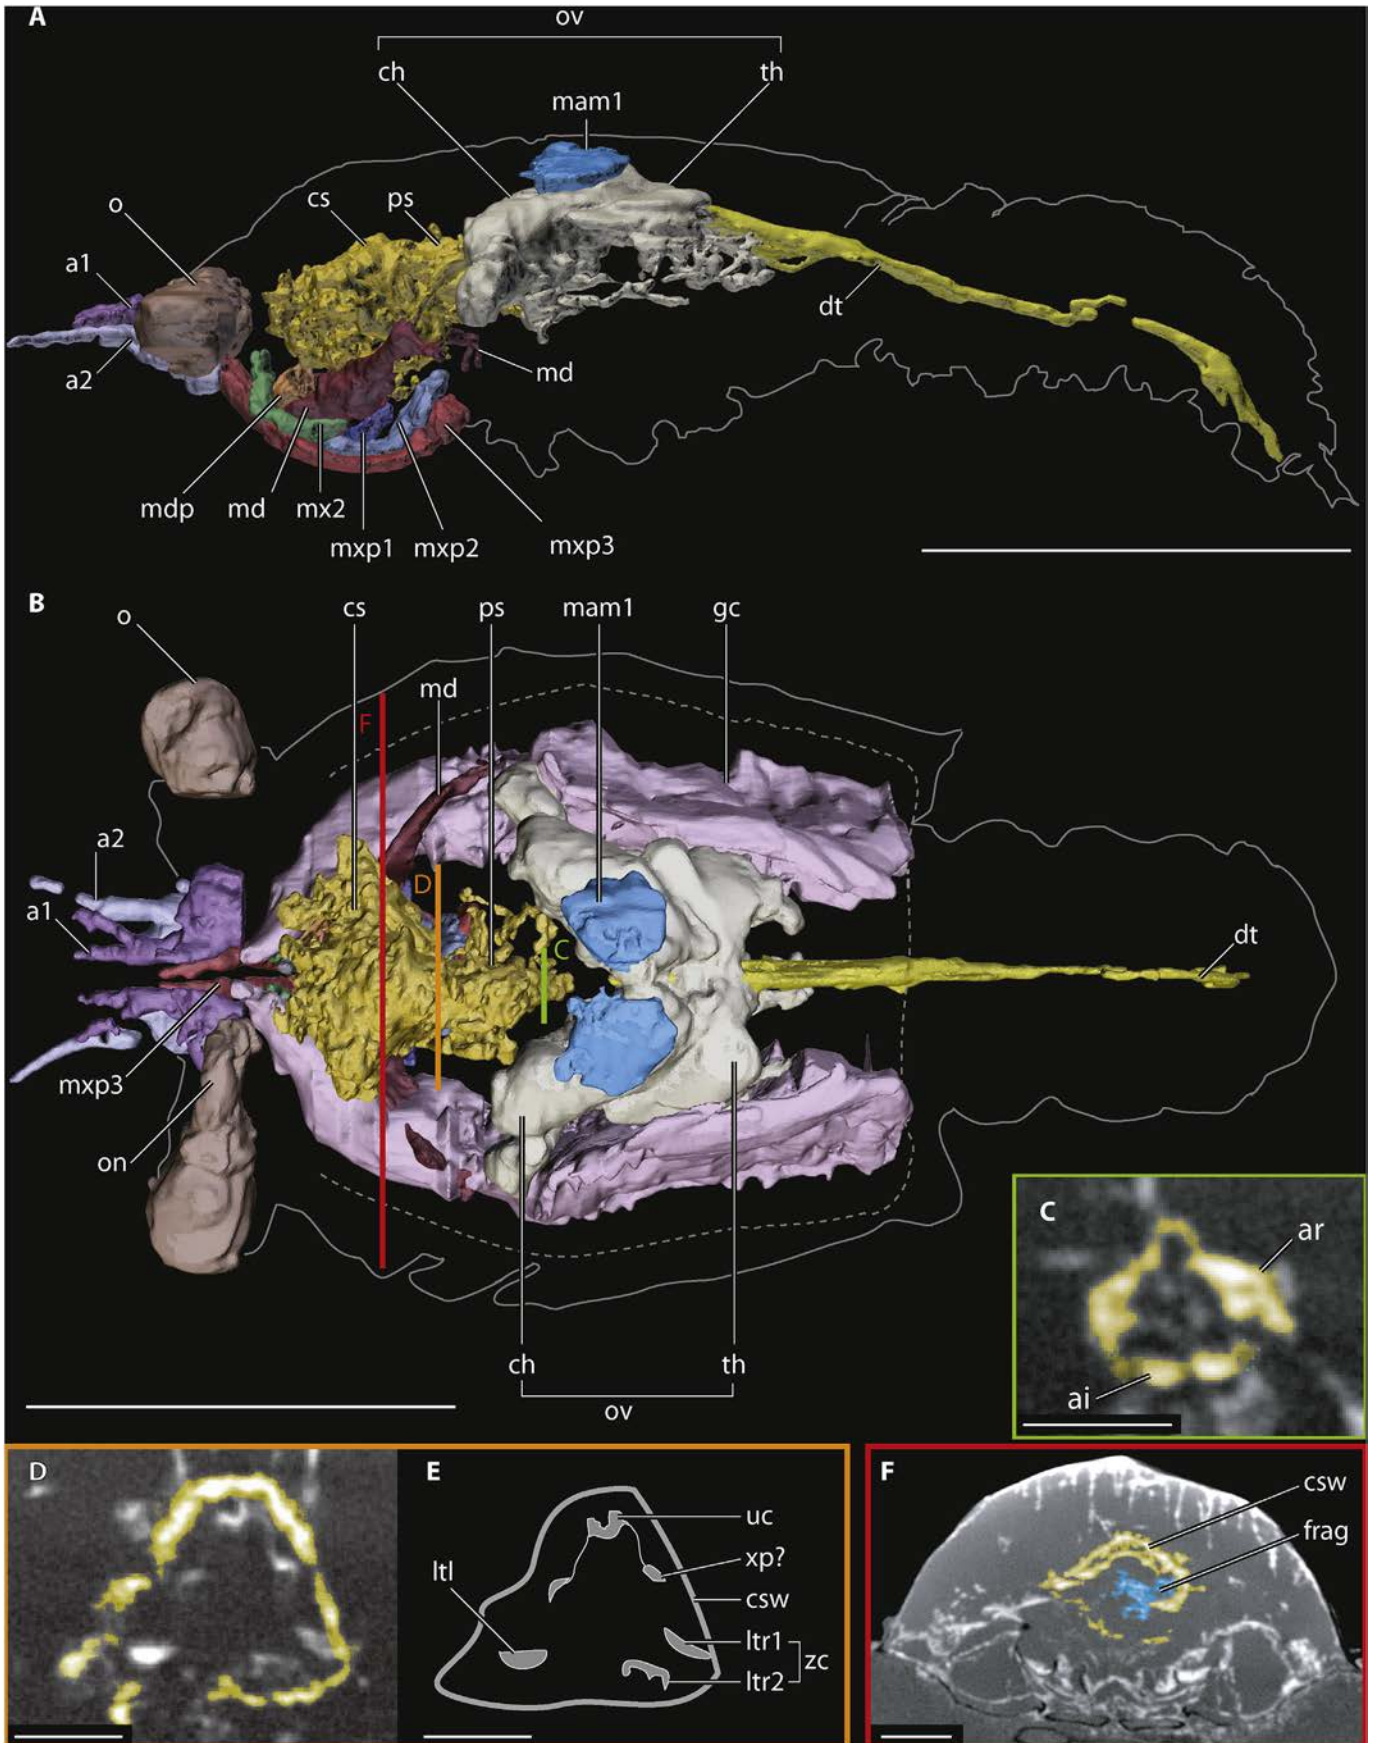 A
ov
ch
th
mam1
cs
ps
o
a1
a2
dt
md
mdp
md
mx2
mxp1
mxp2
mxp3
B
o
cs
ps
mam1
gc
md
F
a2
D
a1
C
dt
mxp3
on
C
ar
ch
th
ai
ov
D
E
F
csw
uc
frag
xp?
ltl
csw
ltr1
zc
ltr2